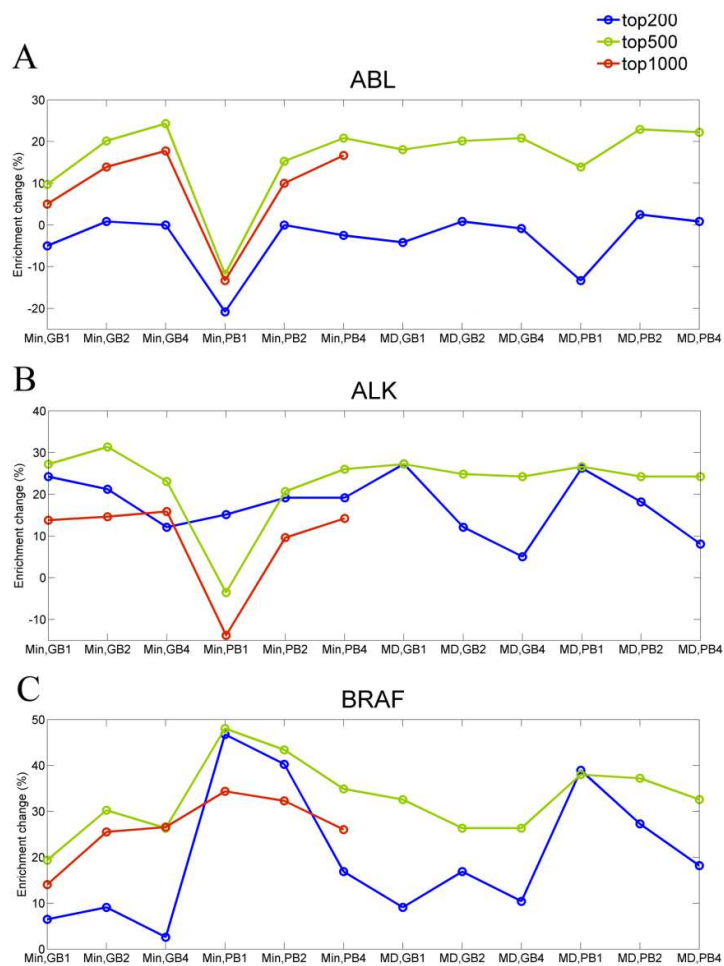 top200
top500
top1000
A
ABL
30
20
10
0
-10
-20
Enrichment change (%)
Min,GB1 Min,GB2 Min,GB4 Min,PB1 Min,PB2 Min,PB4 MD,GB1 MD,GB2 MD,GB4 MD,PB1 MD,PB2 MD,PB4
B
ALK
40
30
20
10
0
-10
Enrichment change (%)
Min,GB1 Min,GB2 Min,GB4 Min,PB1 Min,PB2 Min,PB4 MD,GB1 MD,GB2 MD,GB4 MD,PB1 MD,PB2 MD,PB4
C
BRAF
50
40
30
20
10
0
Enrichment change (%)
Min,GB1 Min,GB2 Min,GB4 Min,PB1 Min,PB2 Min,PB4 MD,GB1 MD,GB2 MD,GB4 MD,PB1 MD,PB2 MD,PB4